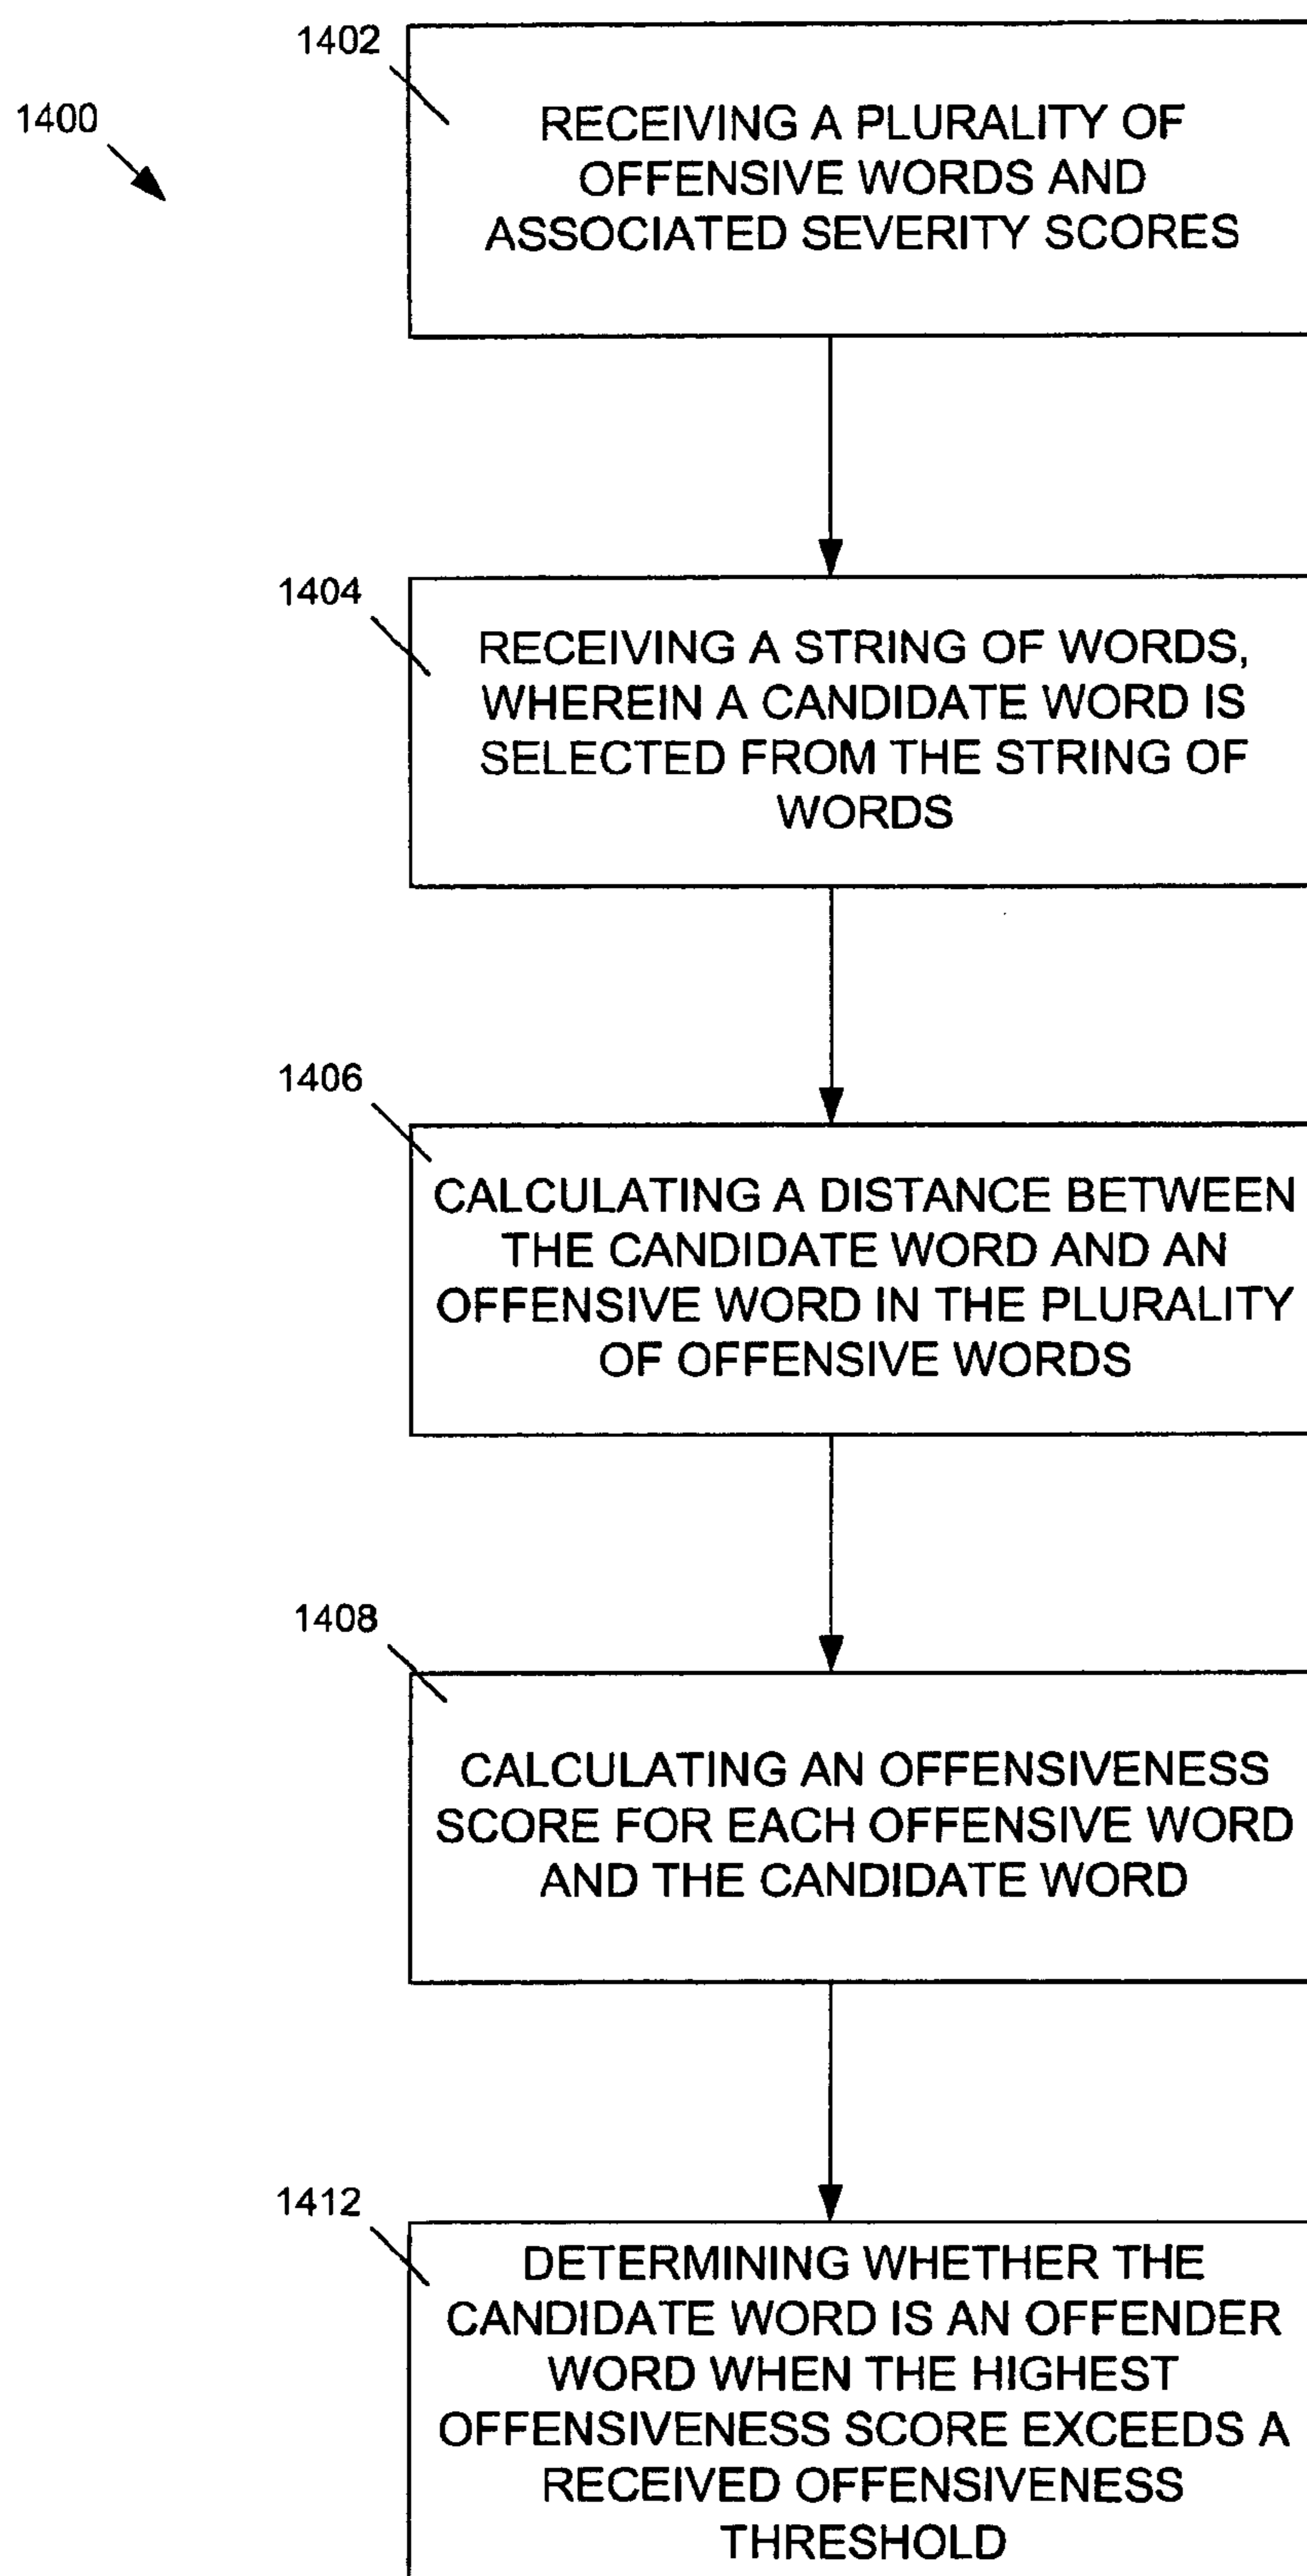 1400
1402
RECEIVING A PLURALITY OF
OFFENSIVE WORDS AND
ASSOCIATED SEVERITY SCORES
1404
RECEIVING A STRING OF WORDS,
WHEREIN A CANDIDATE WORD IS
SELECTED FROM THE STRING OF
WORDS
1406
CALCULATING A DISTANCE BETWEEN
THE CANDIDATE WORD AND AN
OFFENSIVE WORD IN THE PLURALITY
OF OFFENSIVE WORDS
1408
CALCULATING AN OFFENSIVENESS
SCORE FOR EACH OFFENSIVE WORD
AND THE CANDIDATE WORD
1412
DETERMINING WHETHER THE
CANDIDATE WORD IS AN OFFENDER
WORD WHEN THE HIGHEST
OFFENSIVENESS SCORE EXCEEDS A
RECEIVED OFFENSIVENESS
THRESHOLD